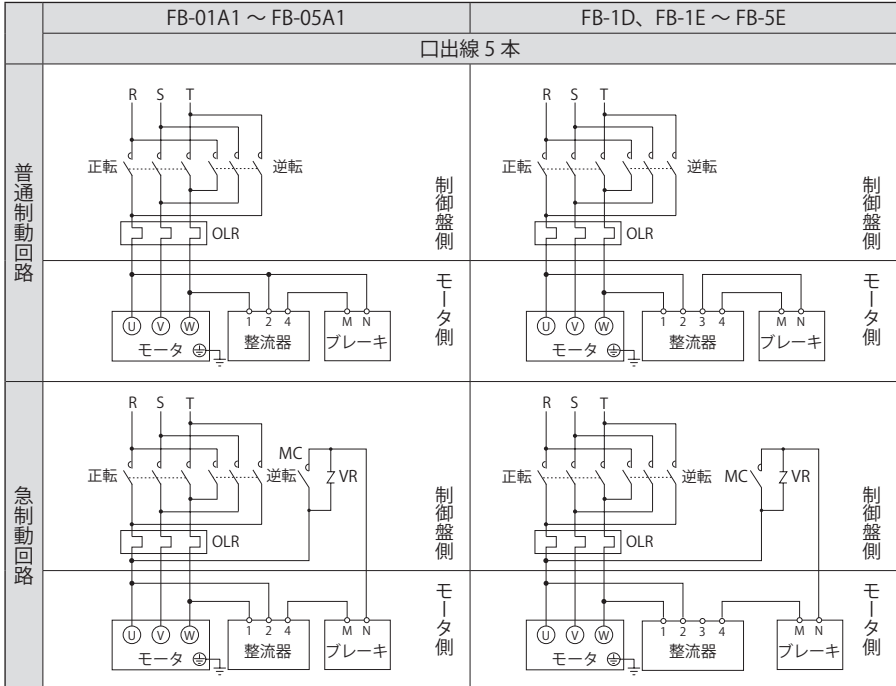 FB-01A1 ～ FB-05A1
FB-1D、FB-1E ～ FB-5E
口出線 5 本
普通制動回路
R S T
正転
逆転
OLR
制御盤側
モータ側
U V W
モータ
1 2 4
整流器
M N
ブレーキ
R S T
正転
逆転
OLR
制御盤側
モータ側
U V W
モータ
1 2 3 4
整流器
M N
ブレーキ
急制動回路
R S T
正転
逆転
MC
VR
OLR
制御盤側
モータ側
U V W
モータ
1 2 4
整流器
M N
ブレーキ
R S T
正転
逆転
MC
VR
OLR
制御盤側
モータ側
U V W
モータ
1 2 3 4
整流器
M N
ブレーキ